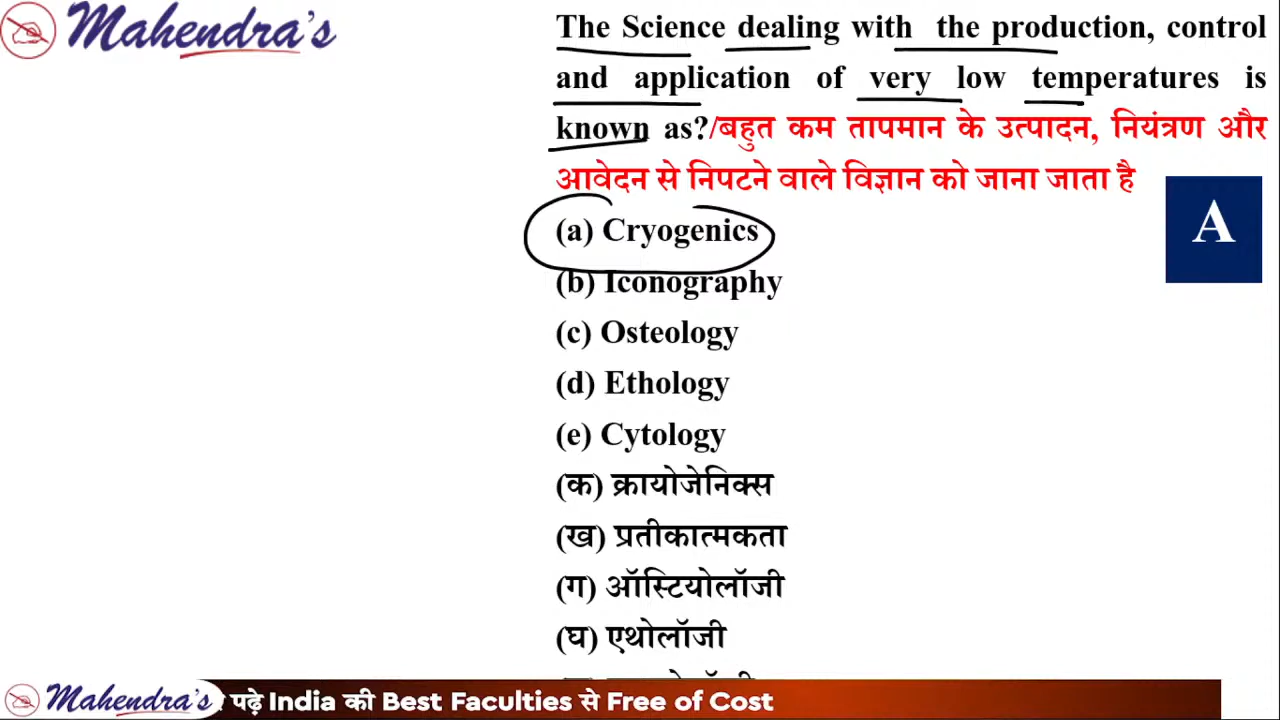 Mahendra's
The Science dealing with the production, control
and application of very low temperatures is
known as?/बहुत कम तापमान के उत्पादन, नियंत्रण और
आवेदन से निपटने वाले विज्ञान को जाना जाता है
A
(a) Cryogenics
(b) Iconography
(c) Osteology
(d) Ethology
(e) Cytology
(क) क्रायोजेनिक्स
(ख) प्रतीकात्मकता
(ग) ऑस्टियोलॉजी
(घ) एथोलॉजी
Mahendra's पढ़े India की Best Faculties से Free of Cost